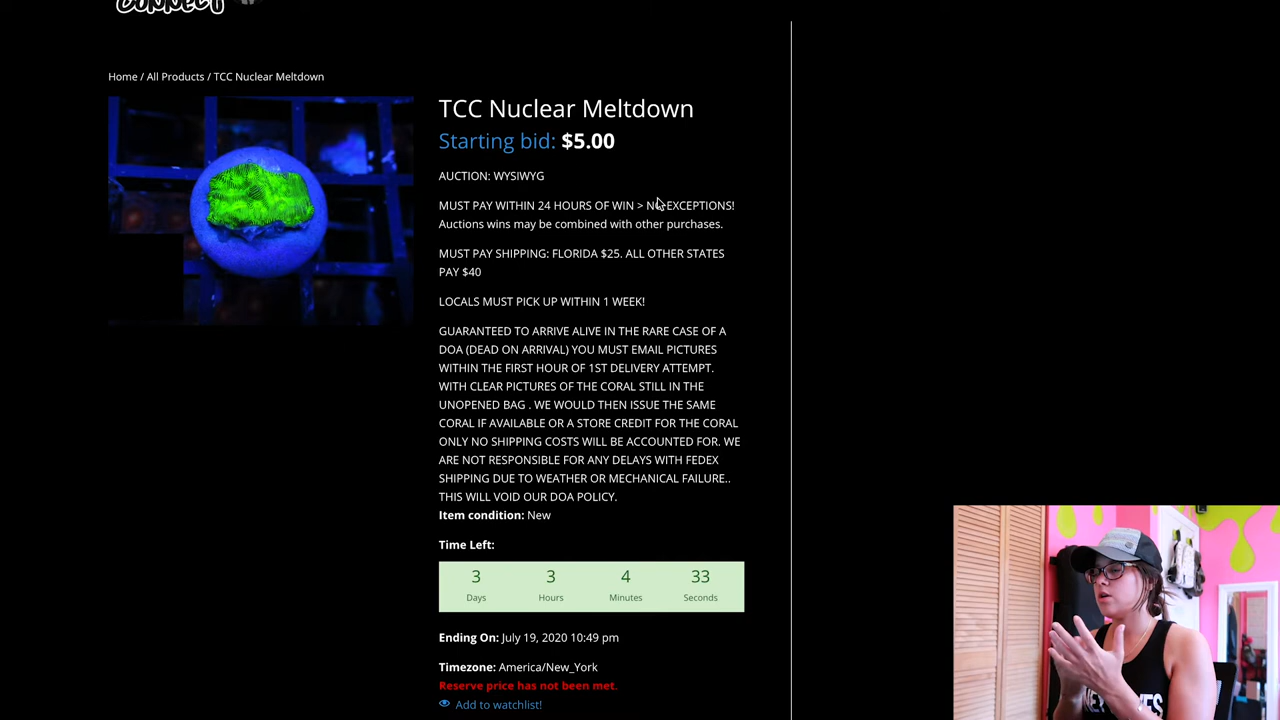 CONNECT
Home / All Products / TCC Nuclear Meltdown
TCC Nuclear Meltdown
Starting bid: $5.00
AUCTION: WYSIWYG
MUST PAY WITHIN 24 HOURS OF WIN > NO EXCEPTIONS!
Auctions wins may be combined with other purchases.
MUST PAY SHIPPING: FLORIDA $25. ALL OTHER STATES
PAY $40
LOCALS MUST PICK UP WITHIN 1 WEEK!
GUARANTEED TO ARRIVE ALIVE IN THE RARE CASE OF A
DOA (DEAD ON ARRIVAL) YOU MUST EMAIL PICTURES
WITHIN THE FIRST HOUR OF 1ST DELIVERY ATTEMPT.
WITH CLEAR PICTURES OF THE CORAL STILL IN THE
UNOPENED BAG . WE WOULD THEN ISSUE THE SAME
CORAL IF AVAILABLE OR A STORE CREDIT FOR THE CORAL
ONLY NO SHIPPING COSTS WILL BE ACCOUNTED FOR. WE
ARE NOT RESPONSIBLE FOR ANY DELAYS WITH FEDEX
SHIPPING DUE TO WEATHER OR MECHANICAL FAILURE..
THIS WILL VOID OUR DOA POLICY.
Item condition: New
Time Left:
3 3 4 33
Days Hours Minutes Seconds
Ending On: July 19, 2020 10:49 pm
Timezone: America/New_York
Reserve price has not been met.
Add to watchlist!